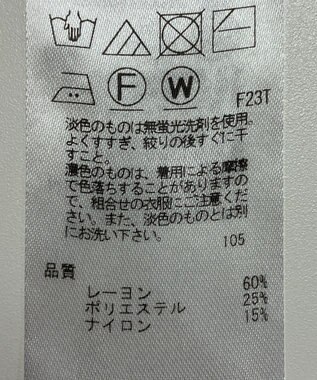 F
W
F23T
淡色のものは無蛍光洗剤を使用。
よくすすぎ、絞りの後すぐに干
すこと。
濃色のものは、着用による摩擦
で色落ちすることがありますの
で、組合せの衣服にご注意くだ
さい。また、淡色のものとは別
にお洗い下さい。
105
品質
レーヨン 60%
ポリエステル 25%
ナイロン 15%